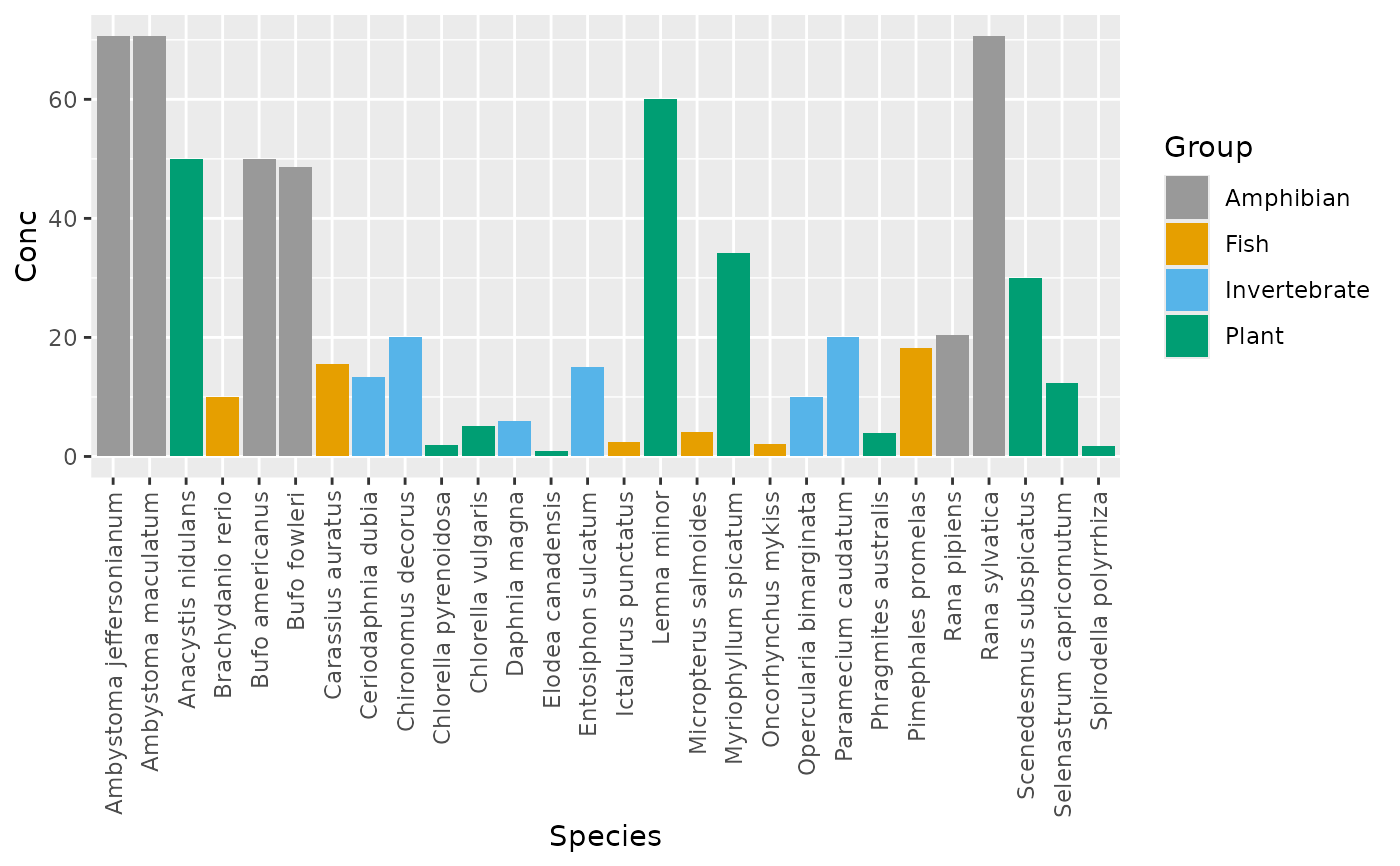 60
40
20
0
Conc
Ambystoma jeffersonianum
Ambystoma maculatum
Anacystis nidulans
Brachydanio rerio
Bufo americanus
Bufo fowleri
Carassius auratus
Ceriodaphnia dubia
Chironomus decorus
Chlorella pyrenoidosa
Chlorella vulgaris
Daphnia magna
Elodea canadensis
Entosiphon sulcatum
Ictalurus punctatus
Lemna minor
Micropterus salmoides
Myriophyllum spicatum
Oncorhynchus mykiss
Opercularia bimarginata
Paramecium caudatum
Phragmites australis
Pimephales promelas
Rana pipiens
Rana sylvatica
Scenedesmus subspicatus
Selenastrum capricornutum
Spirodella polyrrhiza
Species
Group
Amphibian
Fish
Invertebrate
Plant